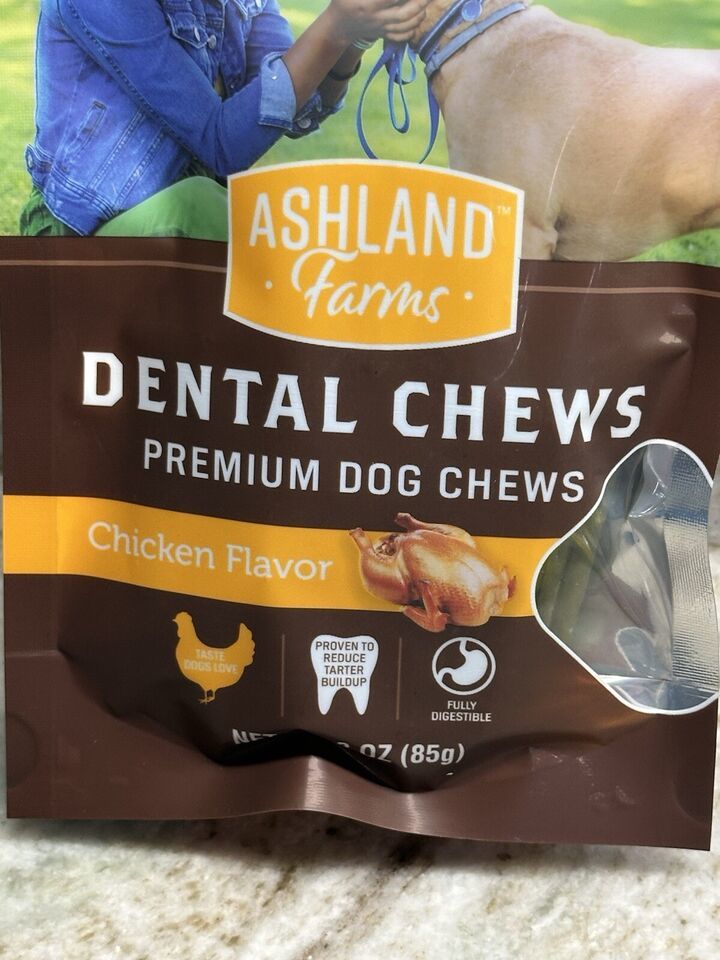 ASHLAND™
· Farms ·
DENTAL CHEWS
PREMIUM DOG CHEWS
Chicken Flavor
TASTE
DOGS LOVE
PROVEN TO
REDUCE
TARTER
BUILDUP
FULLY
DIGESTIBLE
OZ (85g)